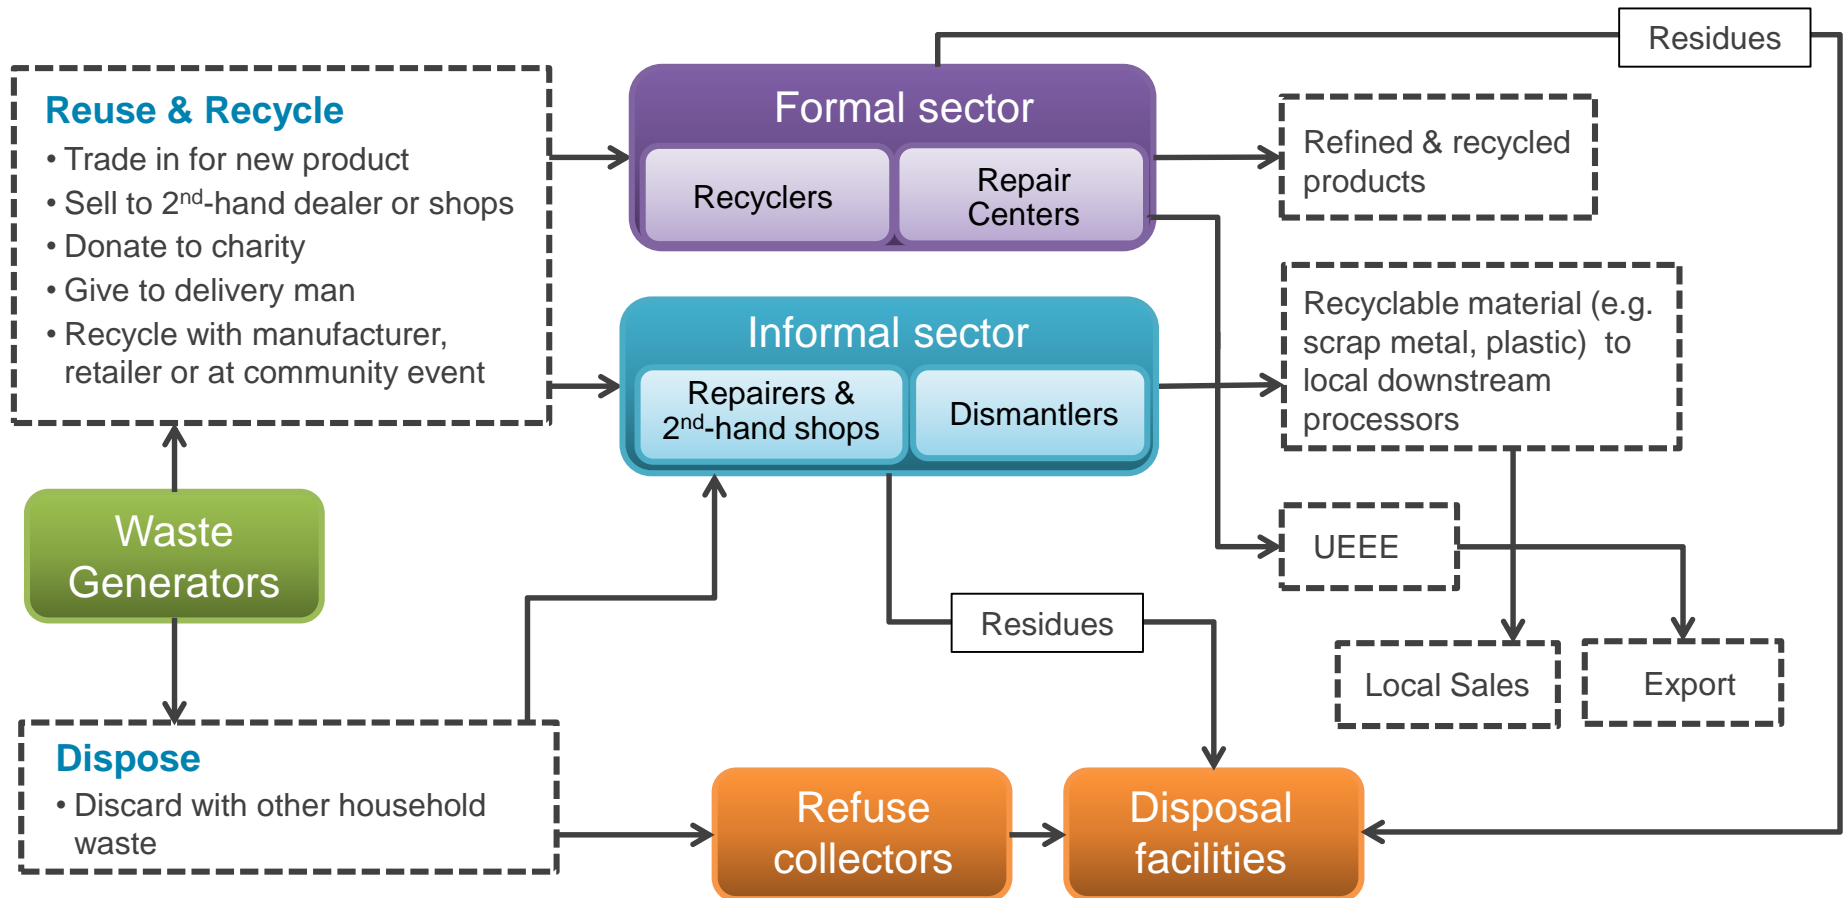 Residues
Reuse & Recycle
• Trade in for new product
• Sell to 2nd-hand dealer or shops
• Donate to charity
• Give to delivery man
• Recycle with manufacturer,
retailer or at community event
Formal sector
Recyclers
Repair
Centers
Refined & recycled
products
Informal sector
Repairers &
2nd-hand shops
Dismantlers
Recyclable material (e.g.
scrap metal, plastic) to
local downstream
processors
Waste
Generators
UEEE
Residues
Local Sales
Export
Dispose
• Discard with other household
waste
Refuse
collectors
Disposal
facilities